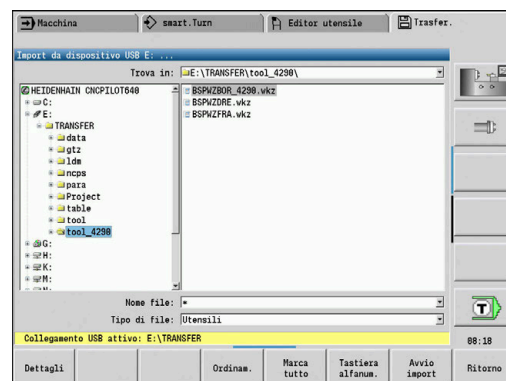 Macchina
smart.Turn
Editor utensile
Trasfer.
Import da dispositivo USB E: ...
Trova in: E:\TRANSFER\tool_4290\
HEIDENHAIN CNCPILOT640
C:
E:
TRANSFER
data
gtz
ldm
ncps
para
Project
table
tool
tool_4290
G:
H:
K:
M:
BSPWZBOR_4290.wkz
BSPWZDRE.wkz
BSPWZFRA.wkz
Nome file: *
Tipo di file: Utensili
Collegamento USB attivo: E:\TRANSFER
T
08:18
Dettagli
Ordinam.
Marca tutto
Tastiera alfanum.
Avvio import
Ritorno